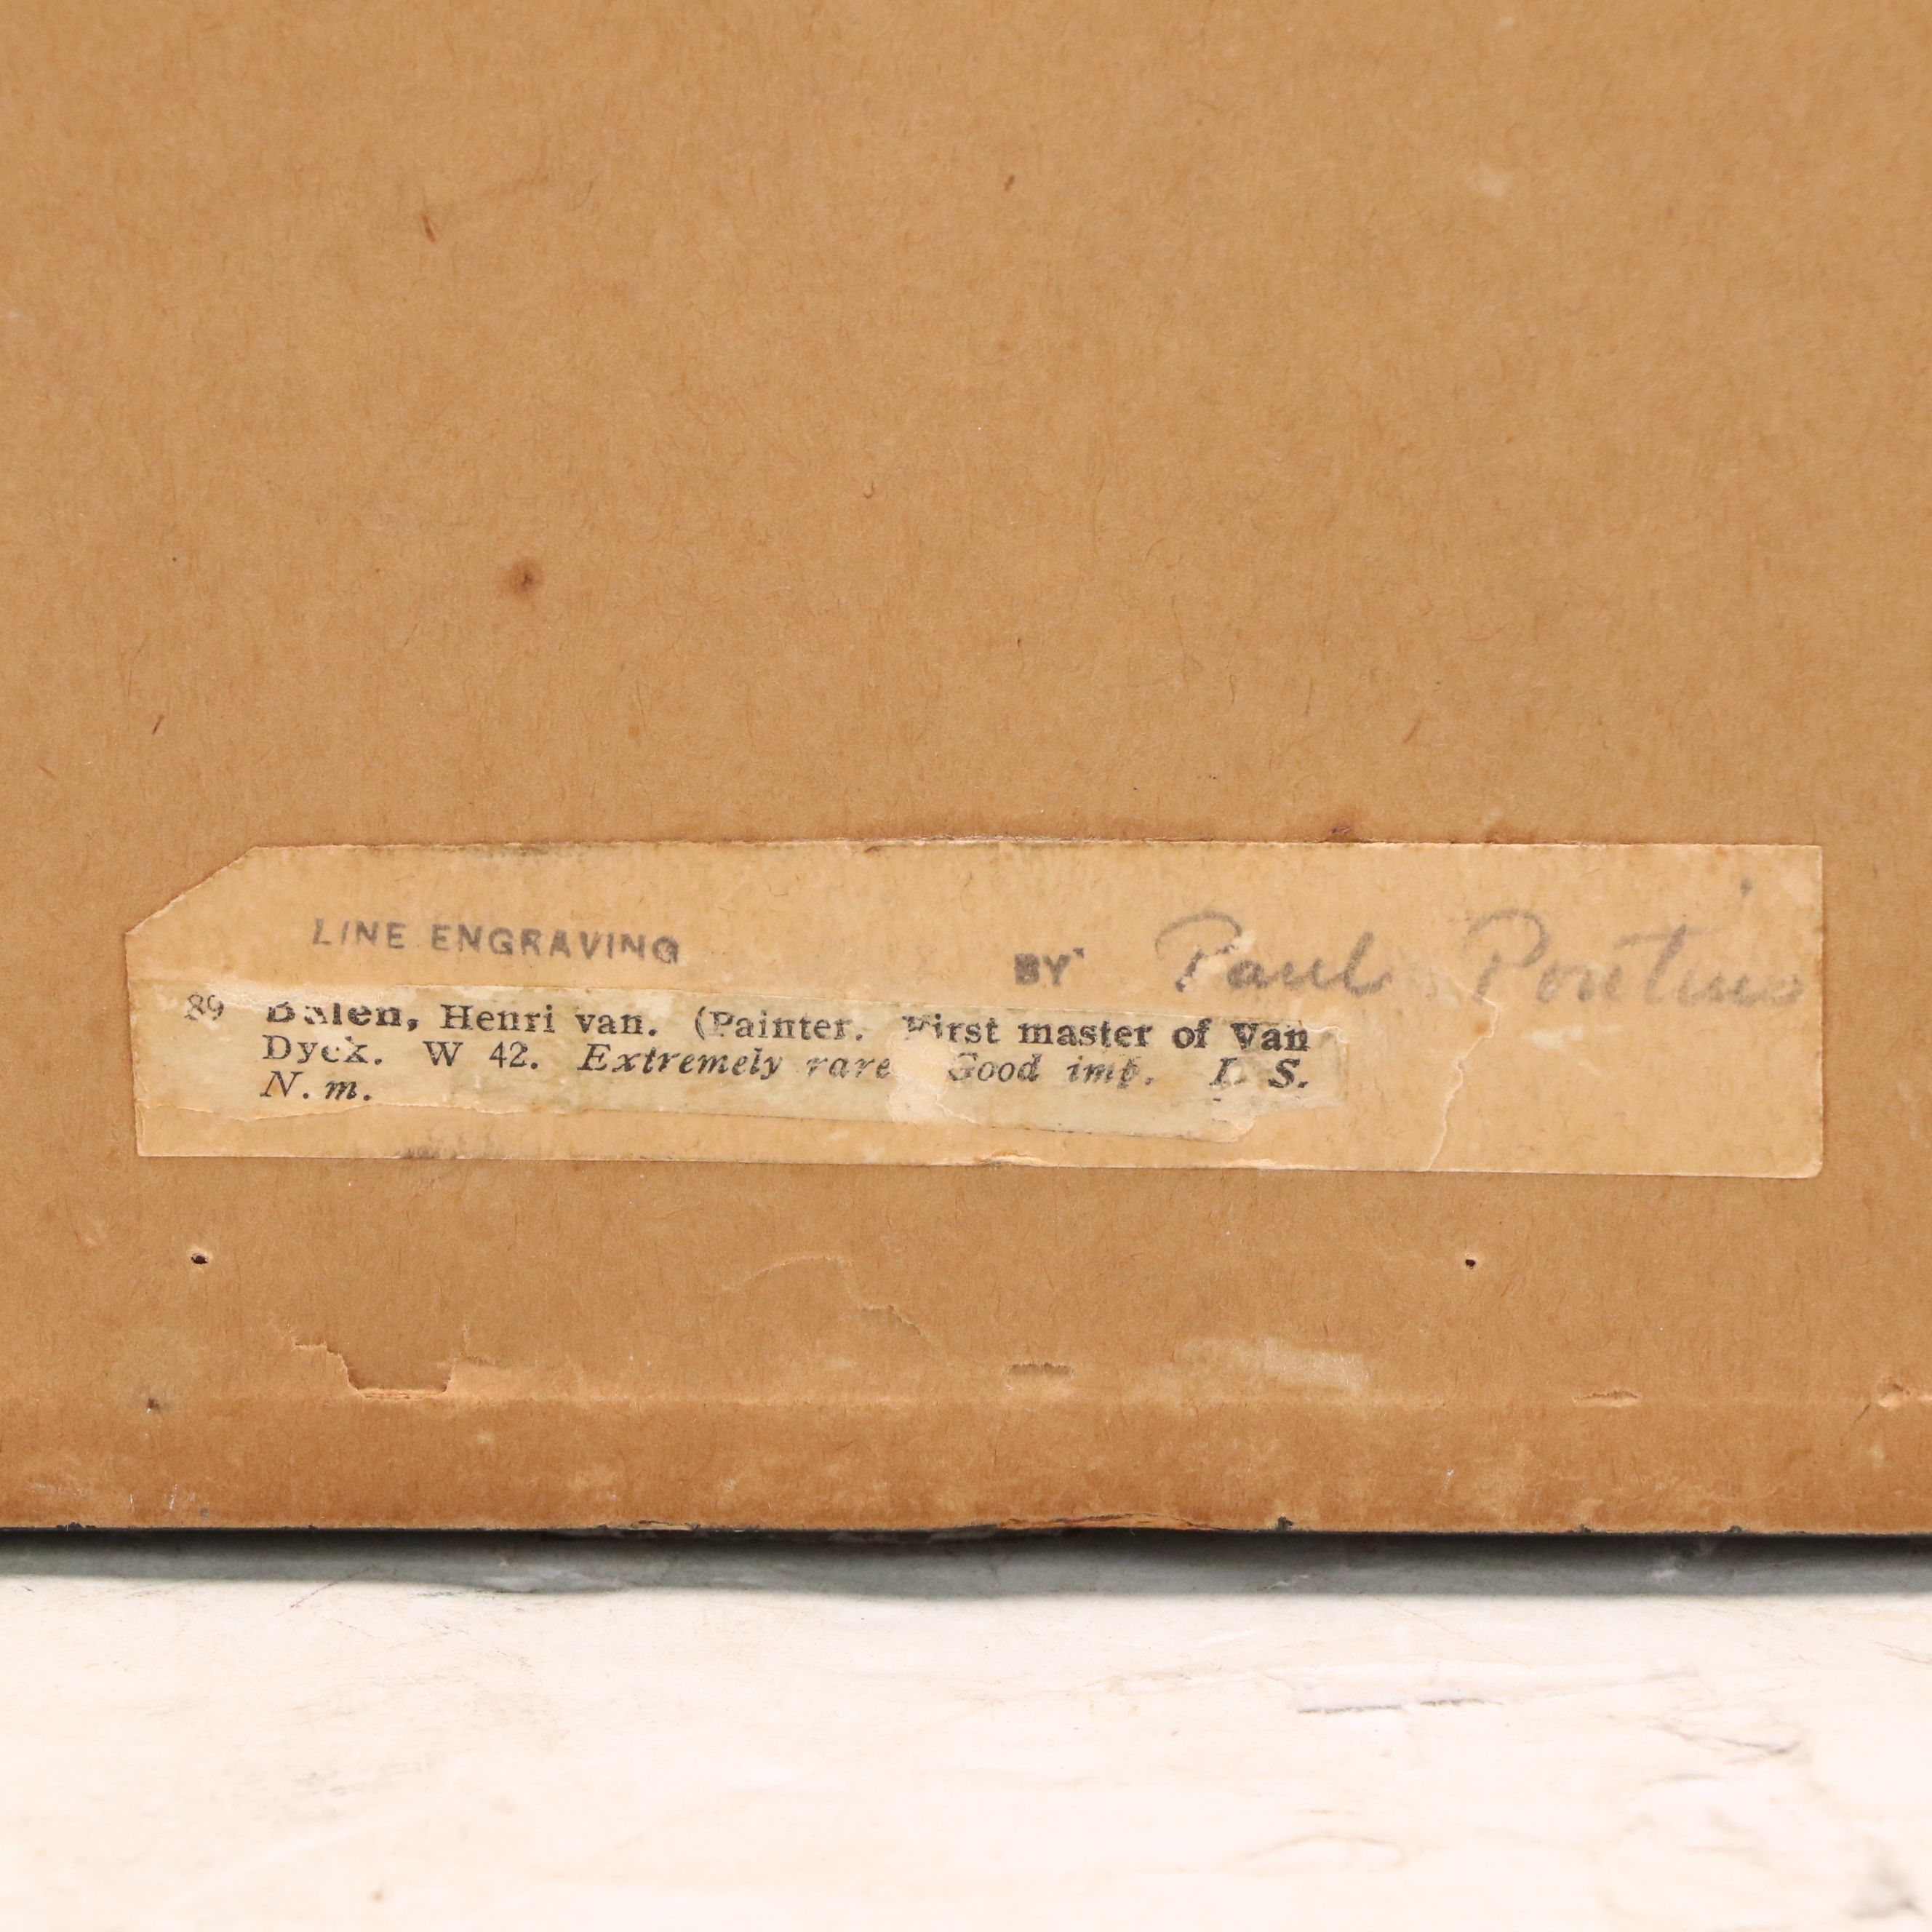 LINE ENGRAVING BY Paul Pontius
89 Balen, Henri van. (Painter. First master of Van
Dyck. W 42. Extremely rare Good imp. L. S.
N. m.